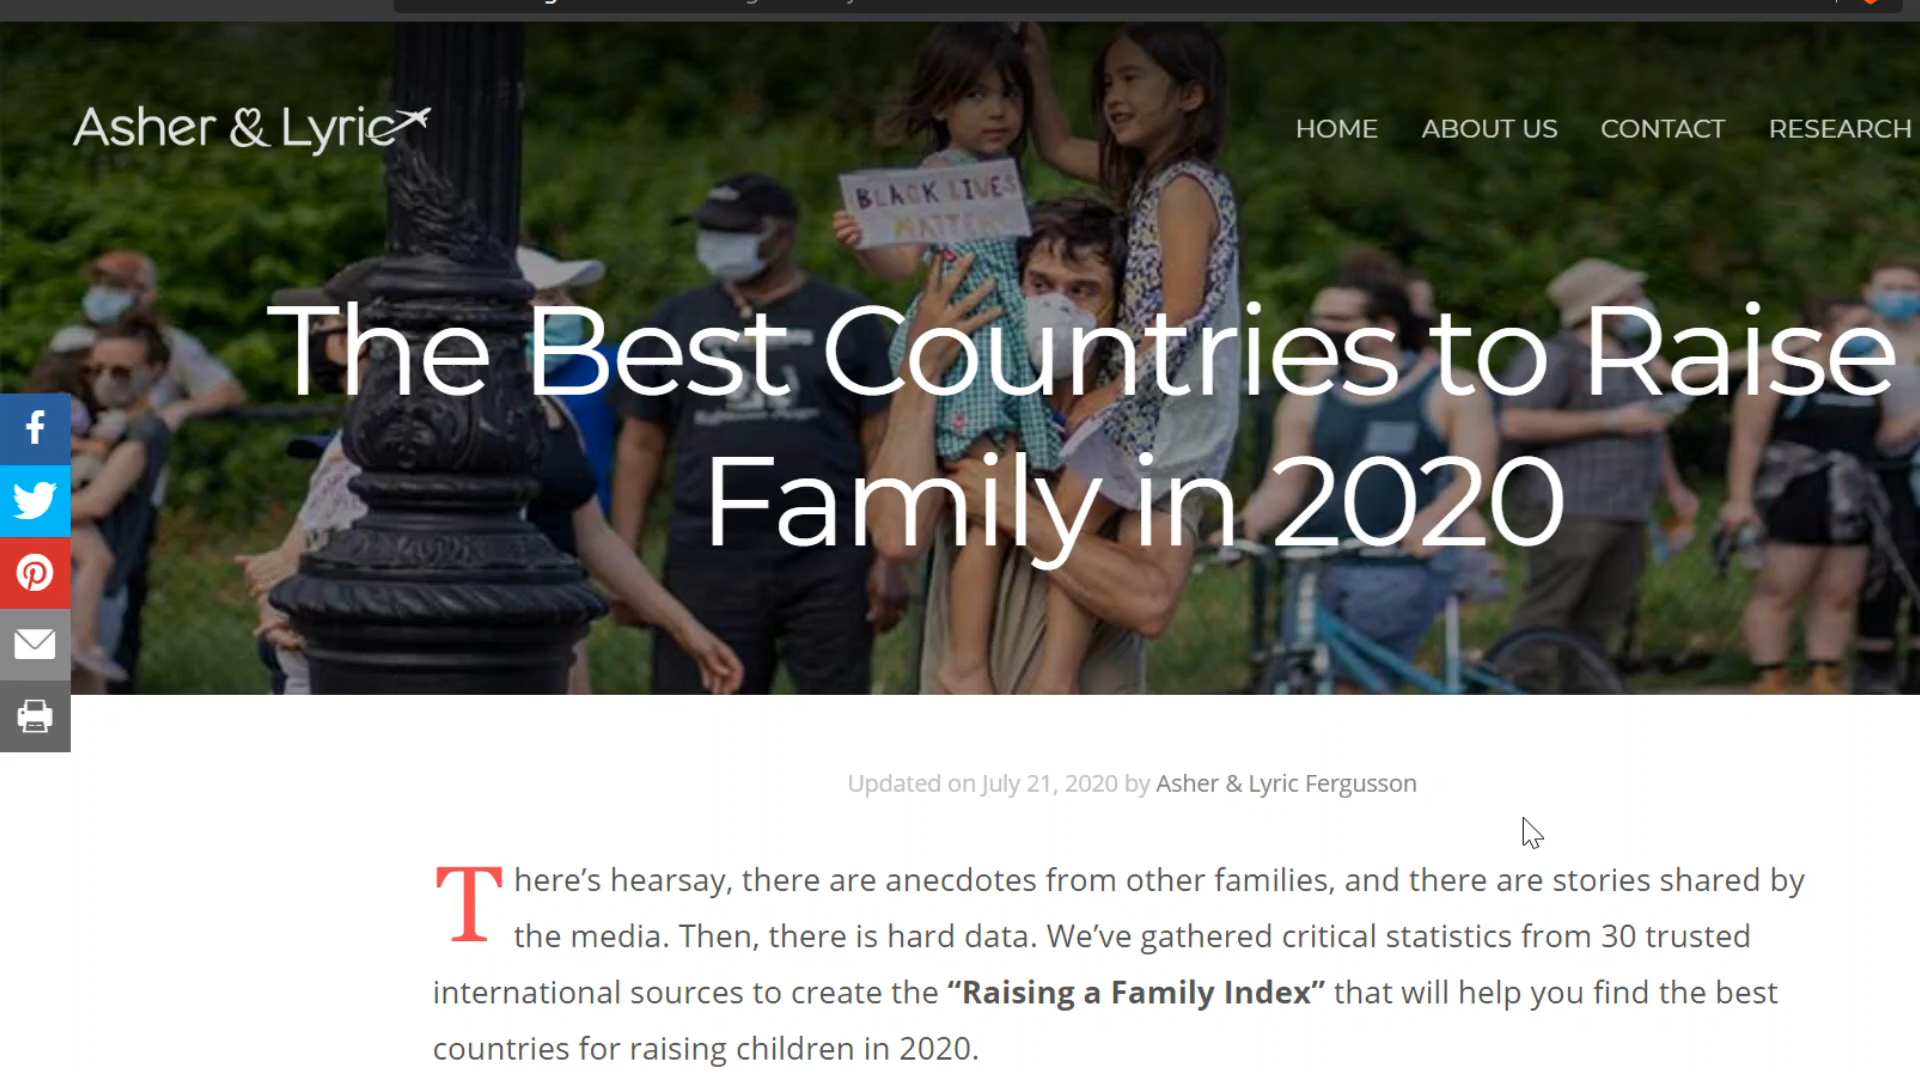 Asher & Lyric
HOME ABOUT US CONTACT RESEARCH
BLACK LIVES
MATTER
The Best Countries to Raise
Family in 2020
Updated on July 21, 2020 by Asher & Lyric Fergusson
There’s hearsay, there are anecdotes from other families, and there are stories shared by
the media. Then, there is hard data. We’ve gathered critical statistics from 30 trusted
international sources to create the “Raising a Family Index” that will help you find the best
countries for raising children in 2020.